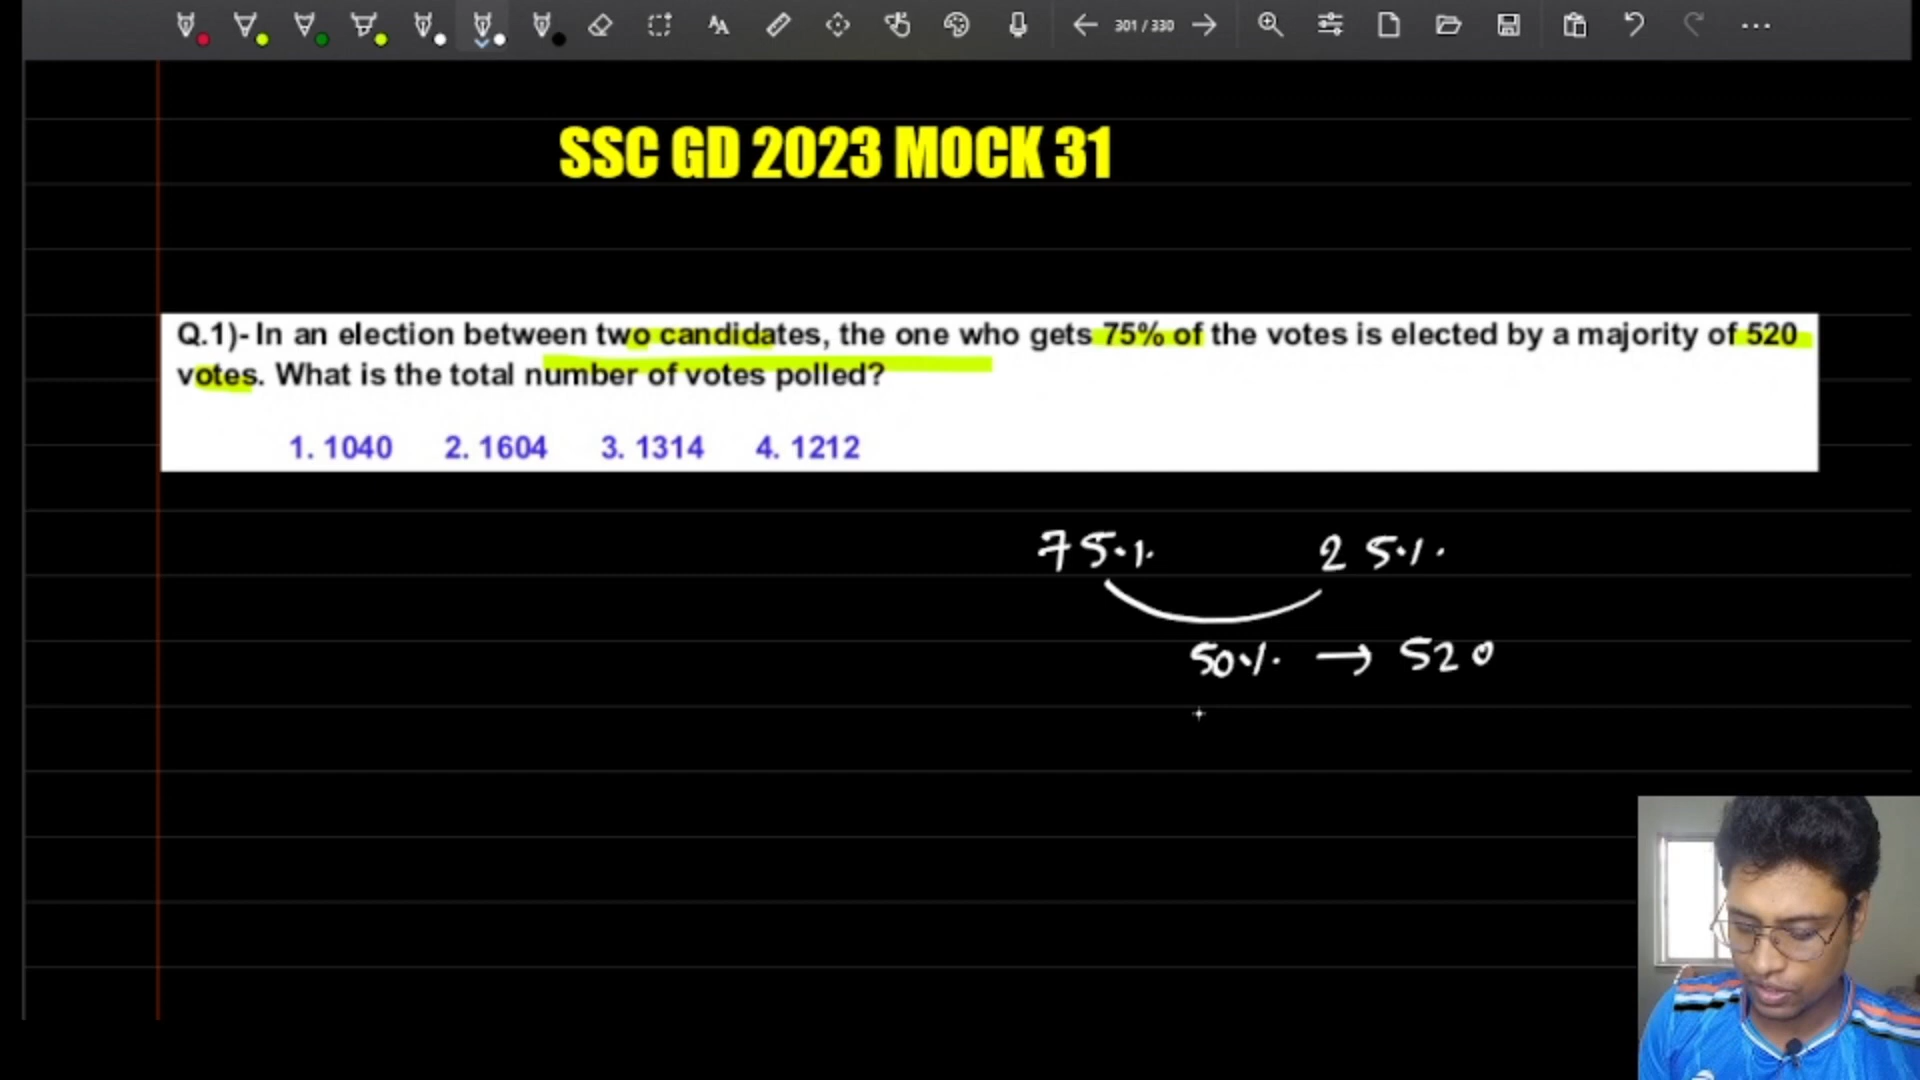 301 / 330
SSC GD 2023 MOCK 31
Q.1)- In an election between two candidates, the one who gets 75% of the votes is elected by a majority of 520
votes. What is the total number of votes polled?
1. 1040 2. 1604 3. 1314 4. 1212
75% 25%
50% → 520